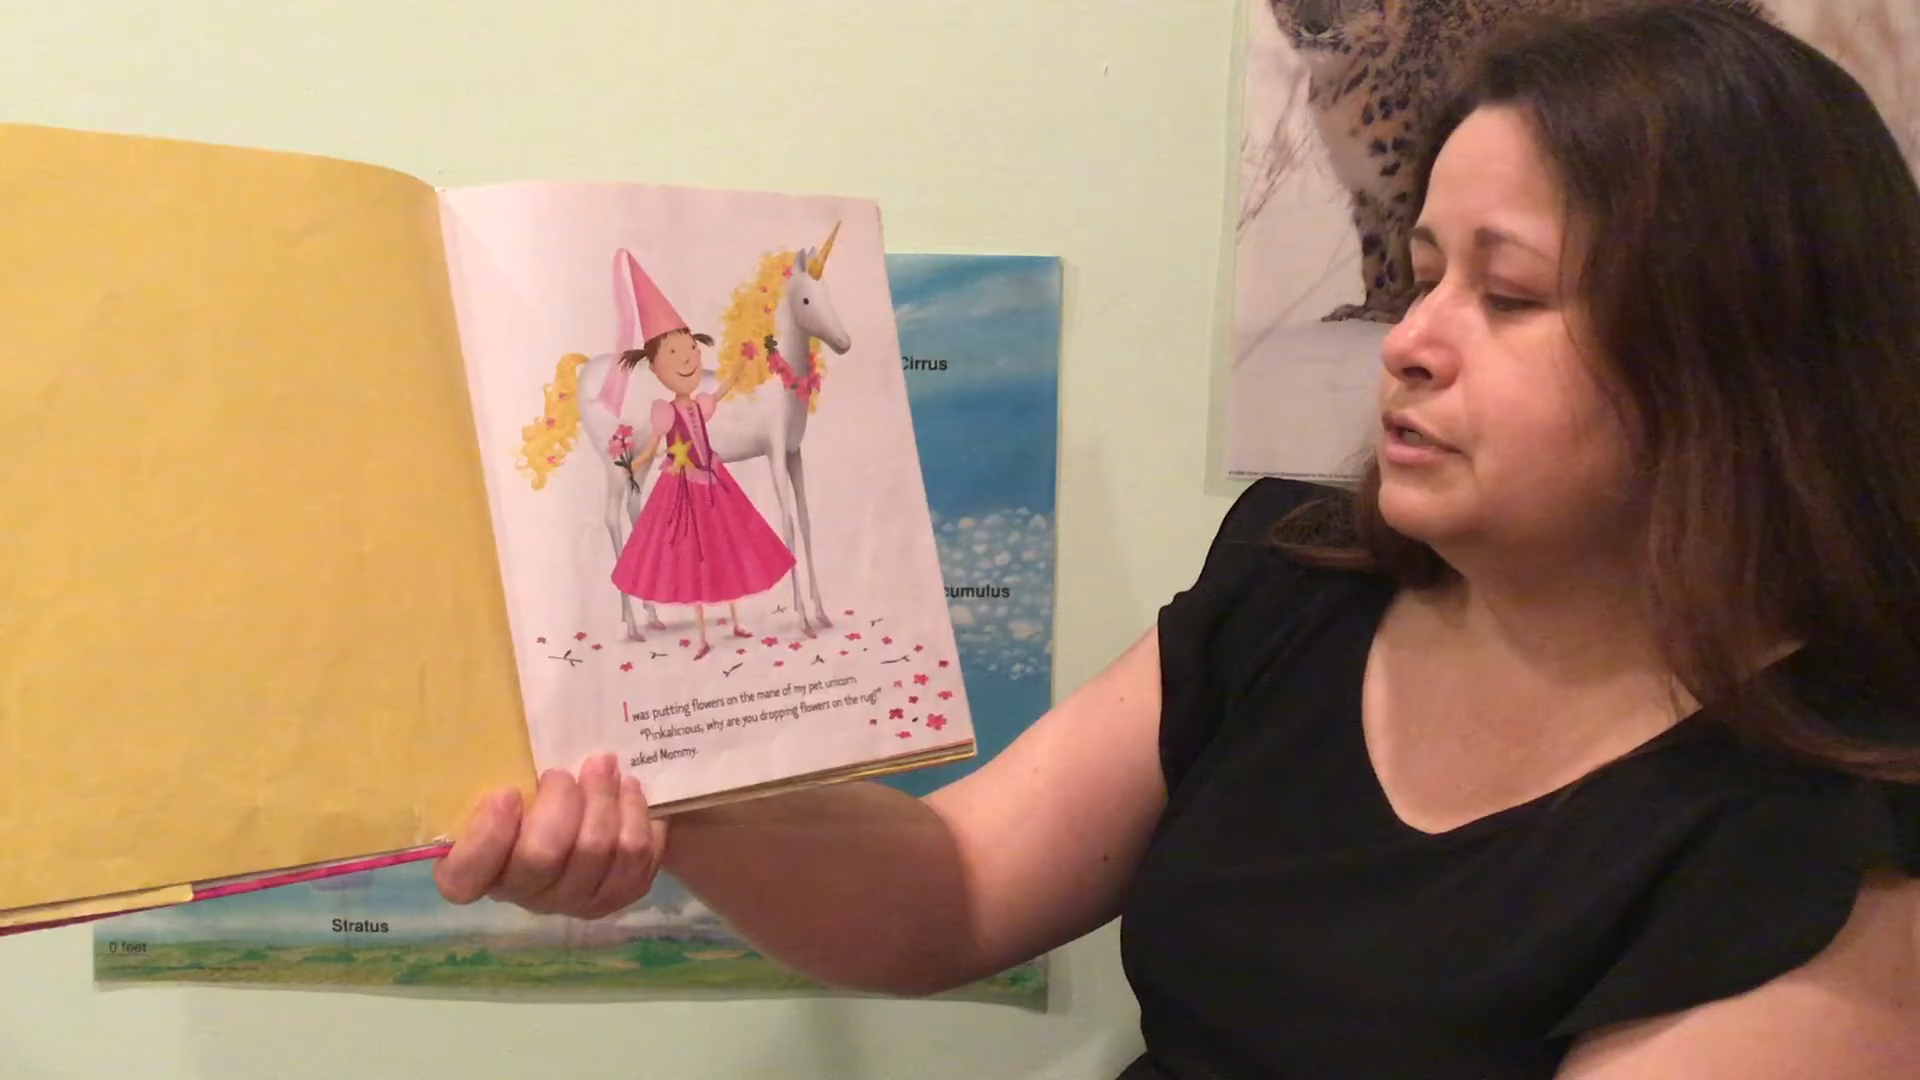 Cirrus
cumulus
I was putting flowers on the mane of my pet unicorn.
"Pinkalicious, why are you dropping flowers on the rug?"
asked Mommy.
Stratus
0 feet